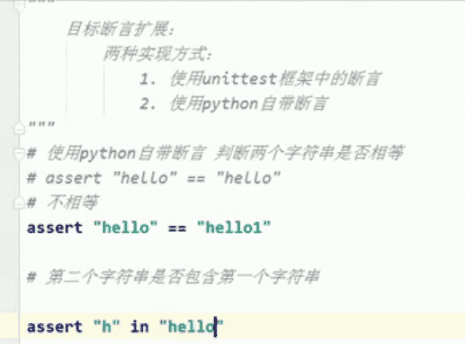 """
目标断言扩展:
两种实现方式:
1. 使用unittest框架中的断言
2. 使用python自带断言
"""
# 使用python自带断言 判断两个字符串是否相等
# assert "hello" == "hello"
# 不相等
assert "hello" == "hello1"
# 第二个字符串是否包含第一个字符串
assert "h" in "hello"